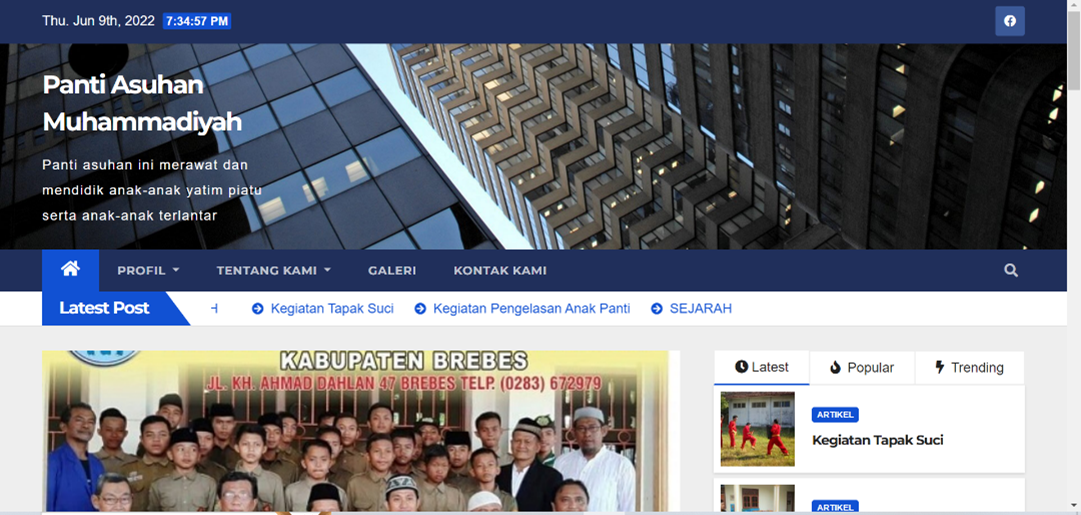 Thu. Jun 9th, 2022 7:34:57 PM
Panti Asuhan
Muhammadiyah
Panti asuhan ini merawat dan
mendidik anak-anak yatim piatu
serta anak-anak terlantar
PROFIL TENTANG KAMI GALERI KONTAK KAMI
Latest Post H Kegiatan Tapak Suci Kegiatan Pengelasan Anak Panti SEJARAH
KABUPATEN BREBES
JL. KH. AHMAD DAHLAN 47 BREBES TELP. (0283) 672979
Latest Popular Trending
ARTIKEL
Kegiatan Tapak Suci
ARTIKEL